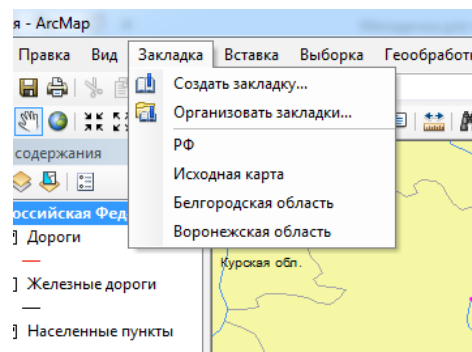 я - ArcMap
Правка Вид Закладка Вставка Выборка Геообработ
Создать закладку...
Организовать закладки...
содержания
РФ
Исходная карта
Белгородская область
оссийская Фед
Воронежская область
Дороги
Курская обл.
Железные дороги
Населенные пункты